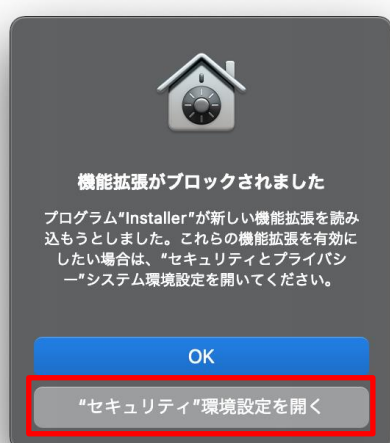 機能拡張がブロックされました
プログラム“Installer”が新しい機能拡張を読み
込もうとしました。これらの機能拡張を有効に
したい場合は、“セキュリティとプライバシ
ー”システム環境設定を開いてください。
OK
“セキュリティ”環境設定を開く